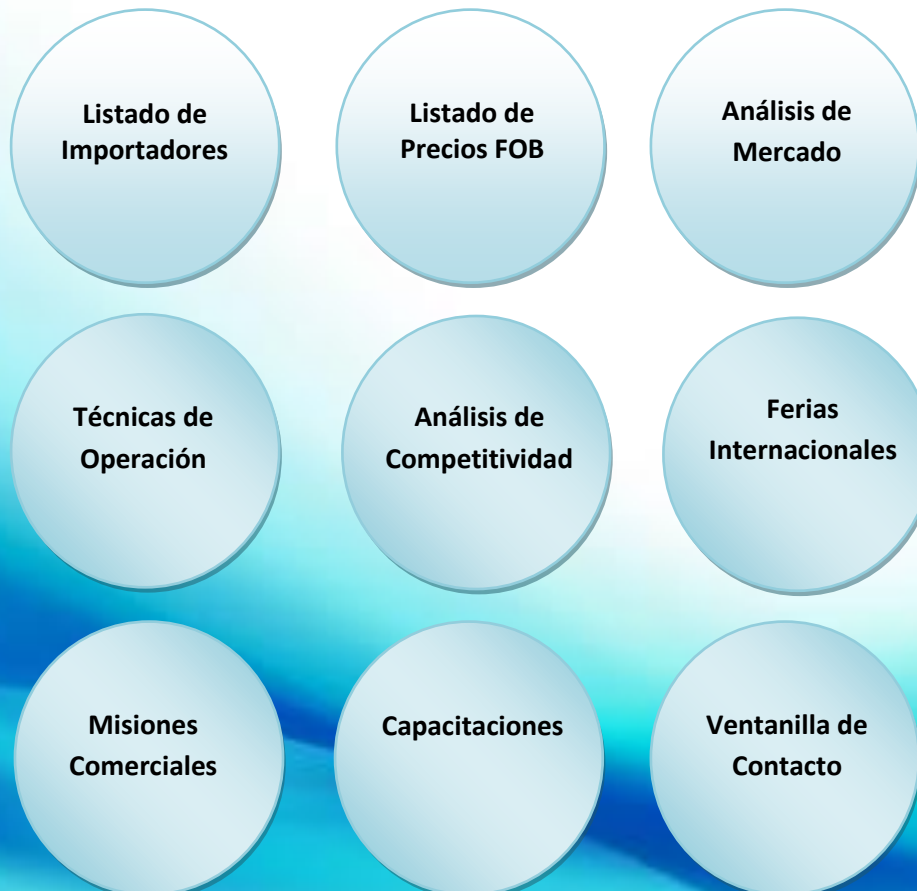 Listado de
Importadores
Listado de
Precios FOB
Análisis de
Mercado
Técnicas de
Operación
Análisis de
Competitividad
Ferias
Internacionales
Misiones
Comerciales
Capacitaciones
Ventanilla de
Contacto